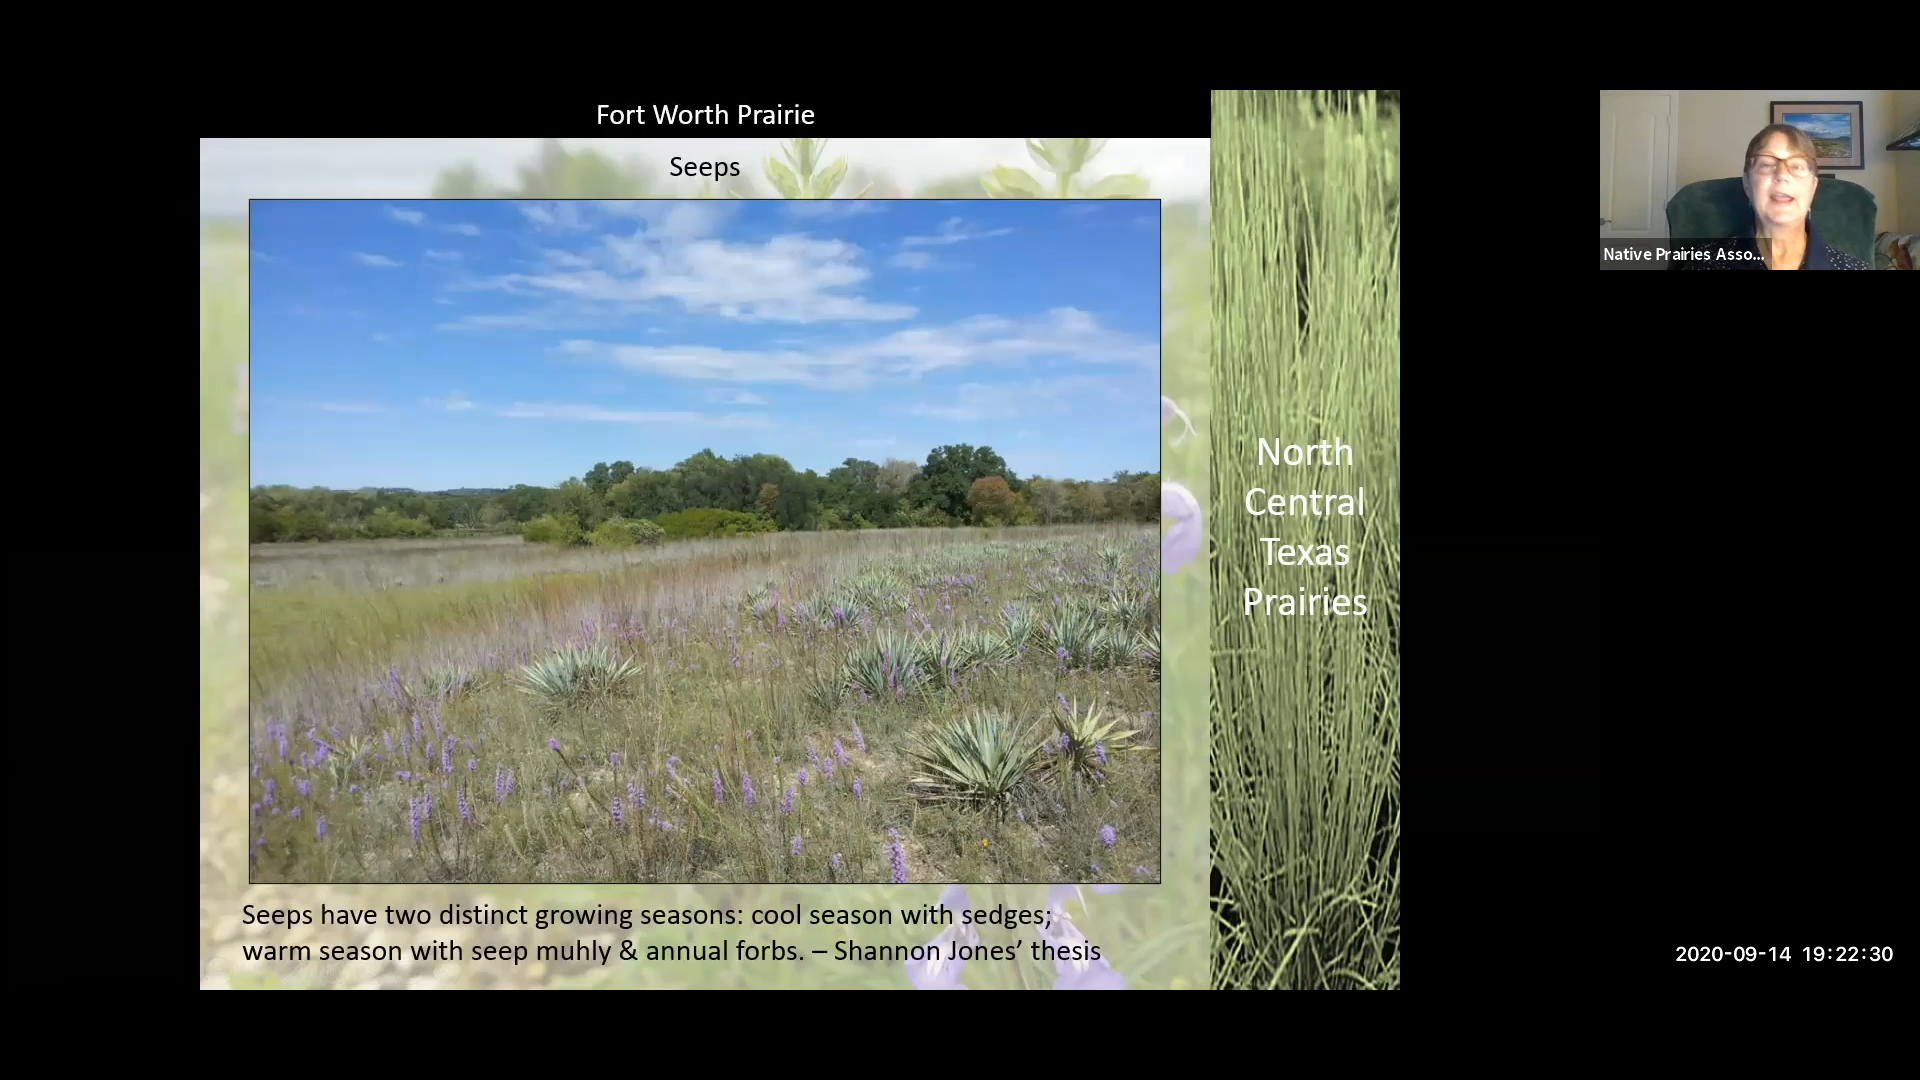 Fort Worth Prairie
Seeps
Seeps have two distinct growing seasons: cool season with sedges;
warm season with seep muhly & annual forbs. – Shannon Jones’ thesis
North
Central
Texas
Prairies
Native Prairies Asso...
2020-09-14 19:22:30